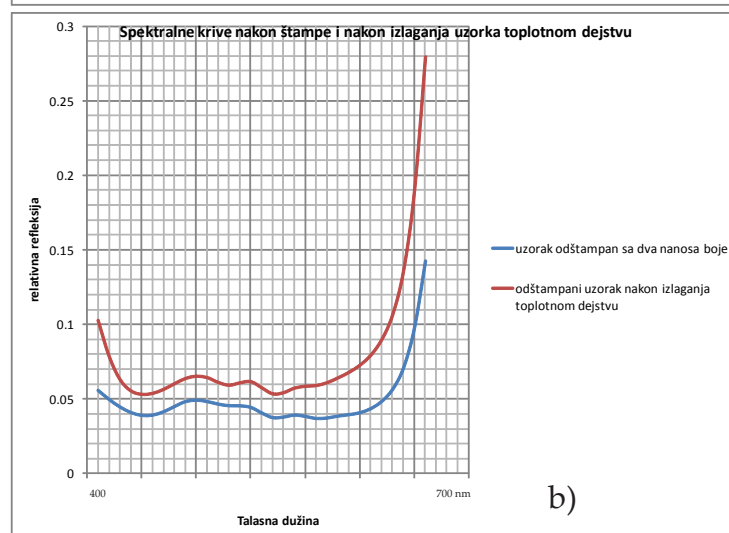 Spektralne krive nakon štampe i nakon izlaganja uzorka toplotnom dejstvu
0.3
0.25
0.2
0.15
0.1
0.05
0
relativna refleksija
400
700 nm
Talasna dužina
uzorak odštampan sa dva nanosa boje
odštampani uzorak nakon izlaganja
toplotnom dejstvu
b)